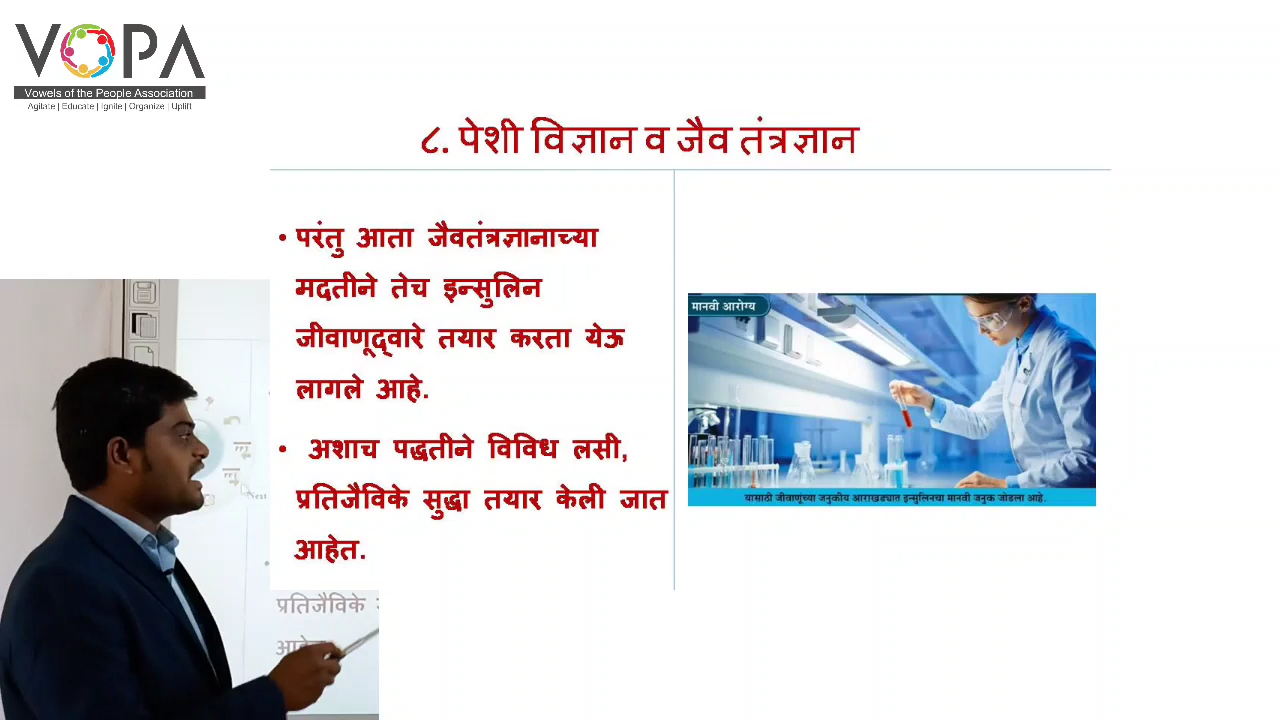 VOPA
Vowels of the People Association
Agitate | Educate | Ignite | Organize | Uplift
८. पेशी विज्ञान व जैव तंत्रज्ञान
• परंतु आता जैवतंत्रज्ञानाच्या
मदतीने तेच इन्सुलिन
जीवाणूद्वारे तयार करता येऊ
लागले आहे.
• अशाच पद्धतीने विविध लसी,
प्रतिजैविके सुद्धा तयार केली जात
आहेत.
मानवी आरोग्य
यासाठी जीवाणूंच्या जनुकीय आराखड्यात इन्सुलिनचा मानवी जनुक जोडला आहे.
Next
प्रतिजैविके